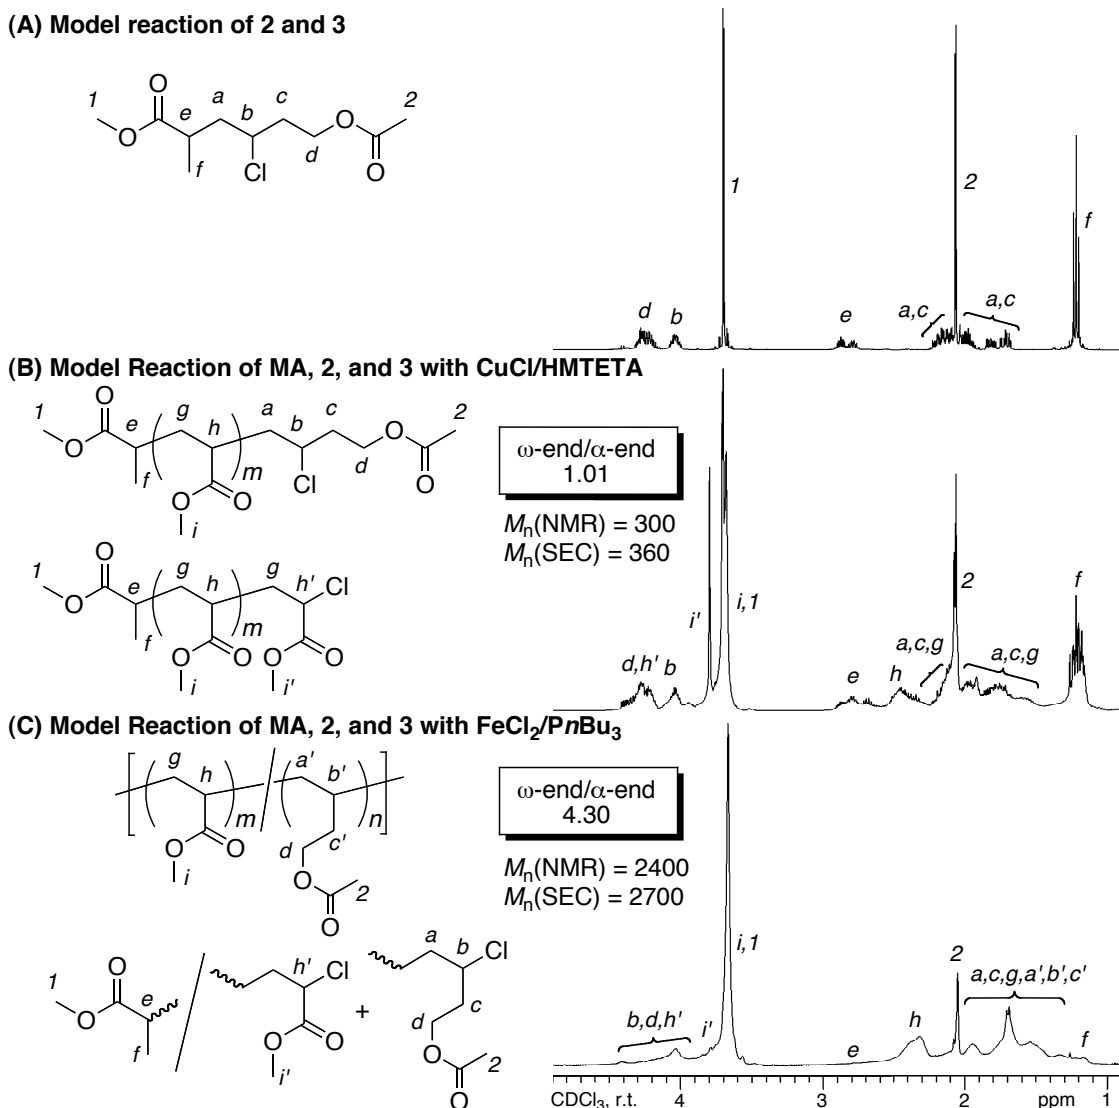 (A) Model reaction of 2 and 3
1
O
O
e
f
a
b
Cl
c
d
O
O
2
1
2
f
d
b
e
a,c
a,c
(B) Model Reaction of MA, 2, and 3 with CuCl/HMTETA
1
O
O
e
f
g
h
m
O
O
i
a
b
Cl
c
d
O
O
2
1
O
O
e
f
g
h
m
O
O
i
g
h'
Cl
O
O
i'
ω-end/α-end
1.01
Mn(NMR) = 300
Mn(SEC) = 360
d,h'
b
i'
i,1
e
h
a,c,g
2
a,c,g
f
(C) Model Reaction of MA, 2, and 3 with FeCl2/PnBu3
g
h
m
O
O
i
a'
b'
n
c'
d
O
O
2
ω-end/α-end
4.30
Mn(NMR) = 2400
Mn(SEC) = 2700
1
O
O
e
f
h'
Cl
O
O
i'
+
a
b
Cl
c
d
O
O
2
b,d,h'
i'
i,1
e
h
2
a,c,g,a',b',c'
f
CDCl3, r.t.
4
3
2
ppm
1